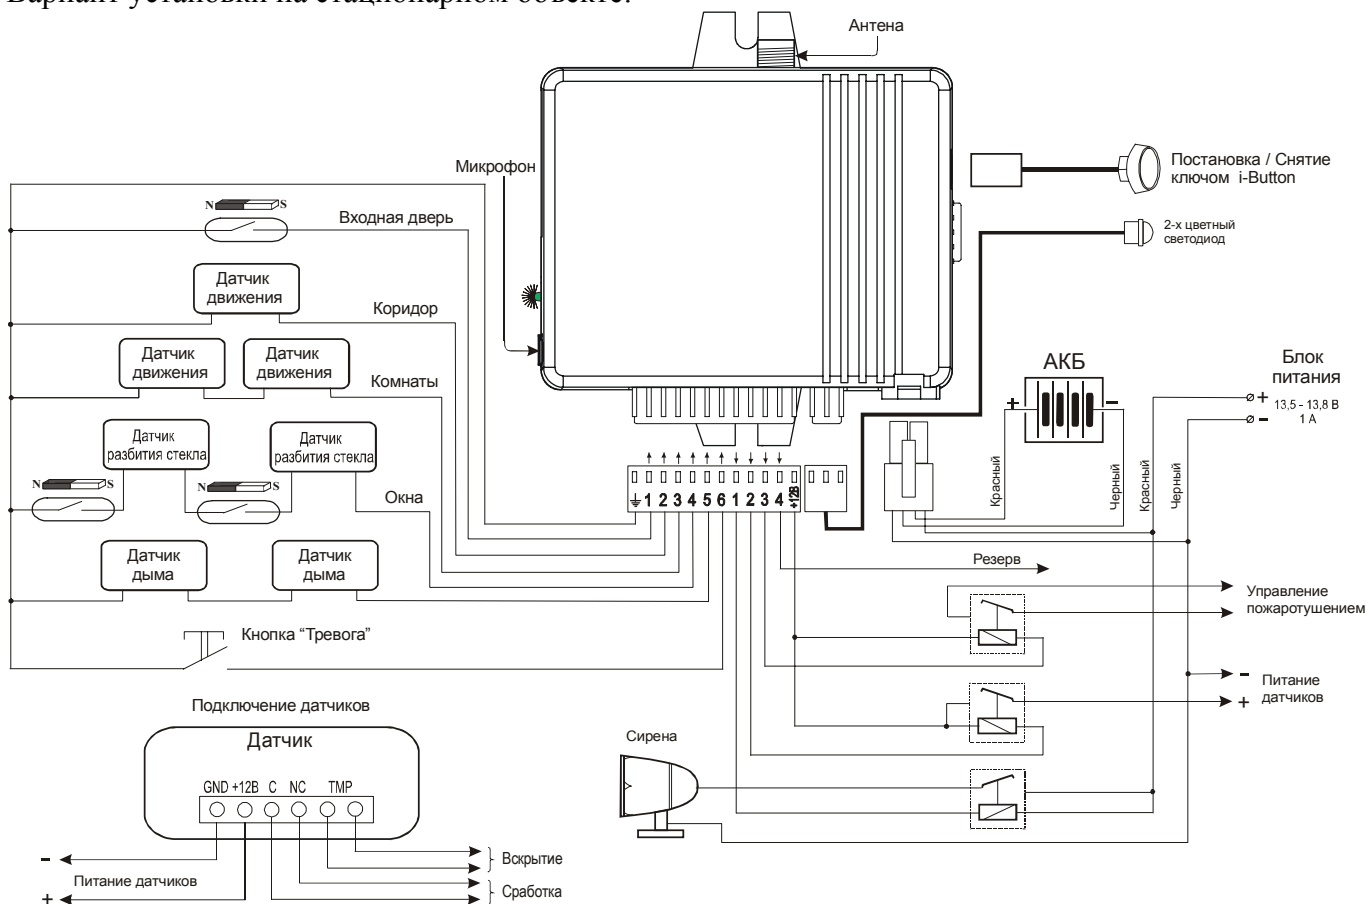 Вариант установки на стационарном объекте.
Антена
Микрофон
Постановка / Снятие
ключом i-Button
2-х цветный
светодиод
N S
Входная дверь
Датчик
движения
Коридор
Датчик
движения
Датчик
движения
Комнаты
Датчик
разбития стекла
Датчик
разбития стекла
N S
N S
Окна
Датчик
дыма
Датчик
дыма
Кнопка “Тревога”
АКБ
+ −
Блок
питания
+ 13,5 - 13,8 В
− 1 А
Красный
Черный
Красный
Черный
1 2 3 4 5 6 1 2 3 4 +12В
Резерв
Управление
пожаротушением
− Питание
+ датчиков
Сирена
Подключение датчиков
Датчик
GND +12В C NC TMP
− Питание датчиков
+
Вскрытие
Сработка